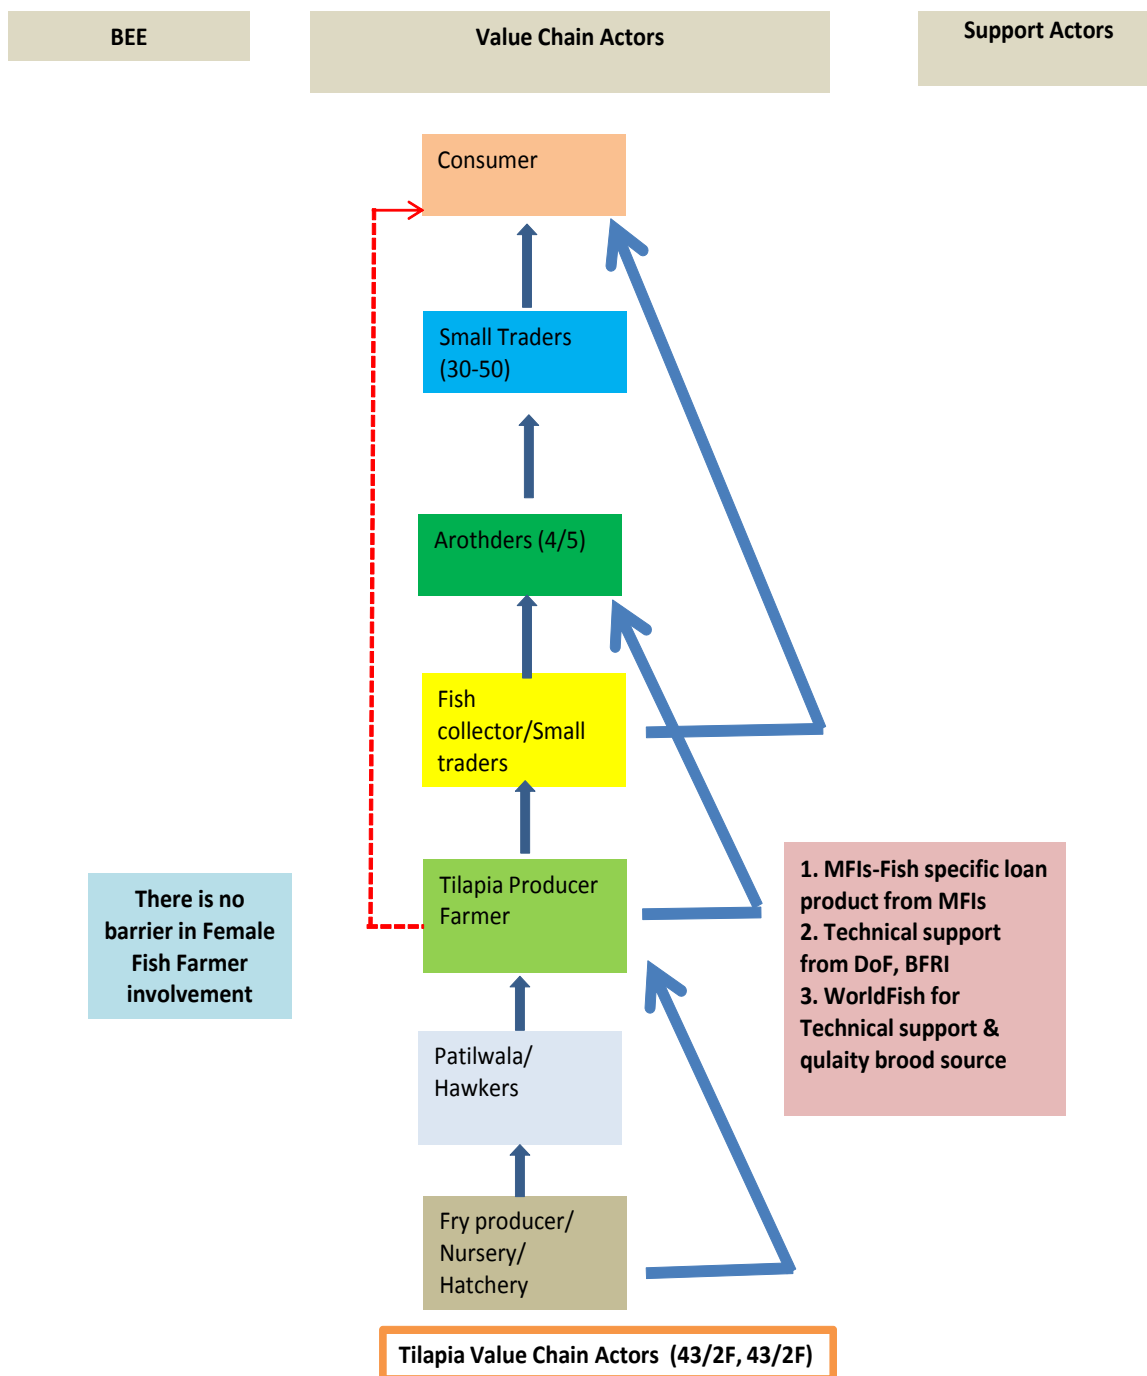 BEE
Value Chain Actors
Support Actors
Consumer
Small Traders
(30-50)
Arothders (4/5)
Fish
collector/Small
traders
Tilapia Producer
Farmer
There is no
barrier in Female
Fish Farmer
involvement
1. MFIs-Fish specific loan
product from MFIs
2. Technical support
from DoF, BFRI
3. WorldFish for
Technical support &
qulaity brood source
Patilwala/
Hawkers
Fry producer/
Nursery/
Hatchery
Tilapia Value Chain Actors (43/2F, 43/2F)